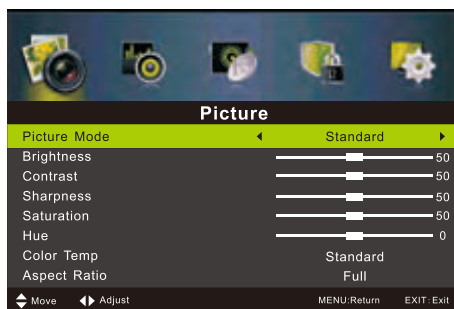 Picture
Picture Mode Standard
Brightness 50
Contrast 50
Sharpness 50
Saturation 50
Hue 0
Color Temp Standard
Aspect Ratio Full
Move Adjust MENU:Return EXIT:Exit